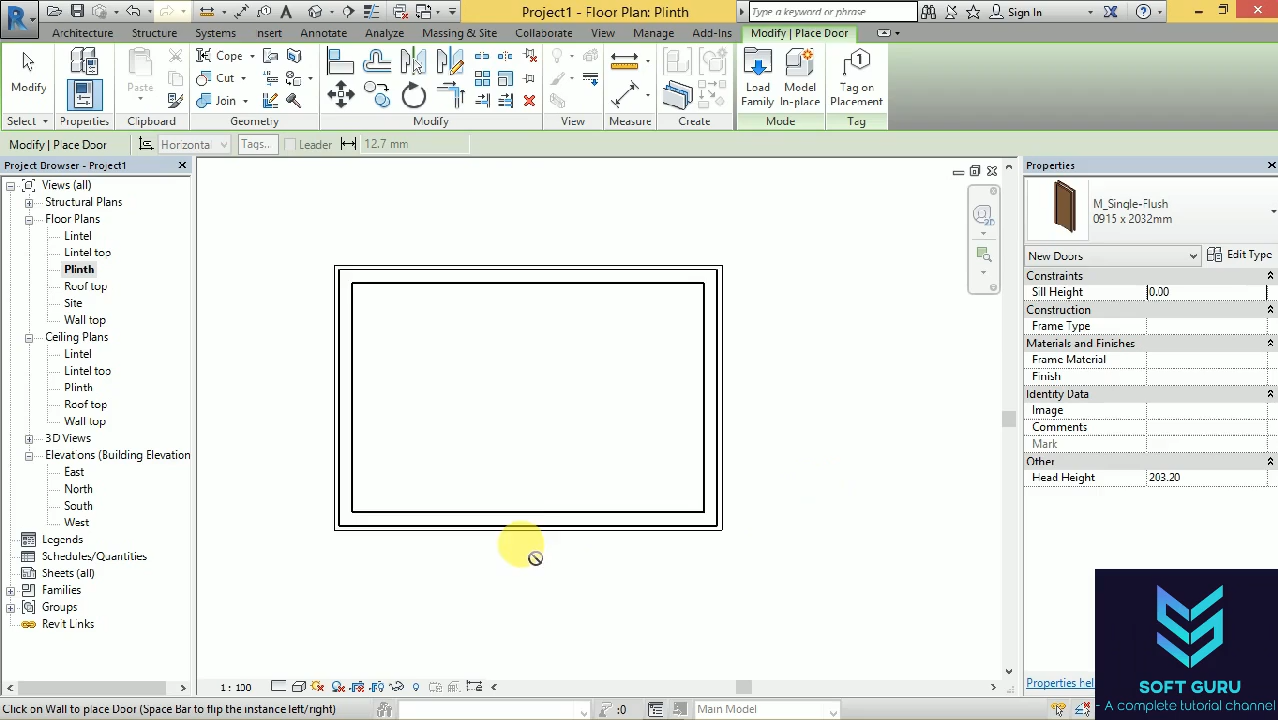 Project1 - Floor Plan: Plinth
Type a keyword or phrase
Sign In
Architecture Structure Systems Insert Annotate Analyze Massing & Site Collaborate View Manage Add-Ins Modify | Place Door
Modify
Paste
Cope
Cut
Join
Load Family
Model In-place
Tag on Placement
Select Properties Clipboard Geometry Modify View Measure Create Mode Tag
Modify | Place Door Horizontal Tags... Leader 12.7 mm
Project Browser - Project1
Views (all)
Structural Plans
Floor Plans
Lintel
Lintel top
Plinth
Roof top
Site
Wall top
Ceiling Plans
Lintel
Lintel top
Plinth
Roof top
Wall top
3D Views
Elevations (Building Elevation
East
North
South
West
Legends
Schedules/Quantities
Sheets (all)
Families
Groups
Revit Links
2D
Properties
M_Single-Flush
0915 x 2032mm
New Doors Edit Type
Constraints
Sill Height 0.00
Construction
Frame Type
Materials and Finishes
Frame Material
Finish
Identity Data
Image
Comments
Mark
Other
Head Height 203.20
Properties help
SOFT GURU
- A complete tutorial channel
1 : 100
Click on Wall to place Door (Space Bar to flip the instance left/right) :0 Main Model